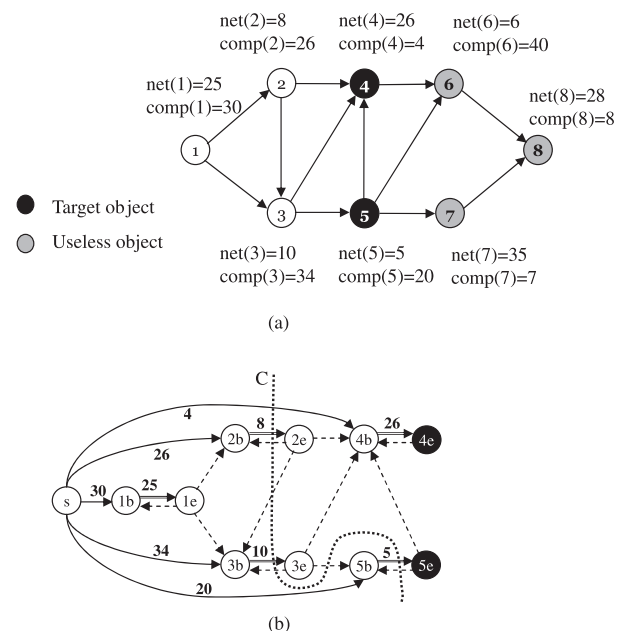 net(2)=8 net(4)=26 net(6)=6
comp(2)=26 comp(4)=4 comp(6)=40
net(1)=25
comp(1)=30
net(8)=28
comp(8)=8
2 4 6
1 8
3 5 7
Target object
Useless object
net(3)=10 net(5)=5 net(7)=35
comp(3)=34 comp(5)=20 comp(7)=7
(a)
C
4 8 26
2b 2e 4b 4e
26
30 25
s 1b 1e
34 10 5
3b 3e 5b 5e
20
(b)